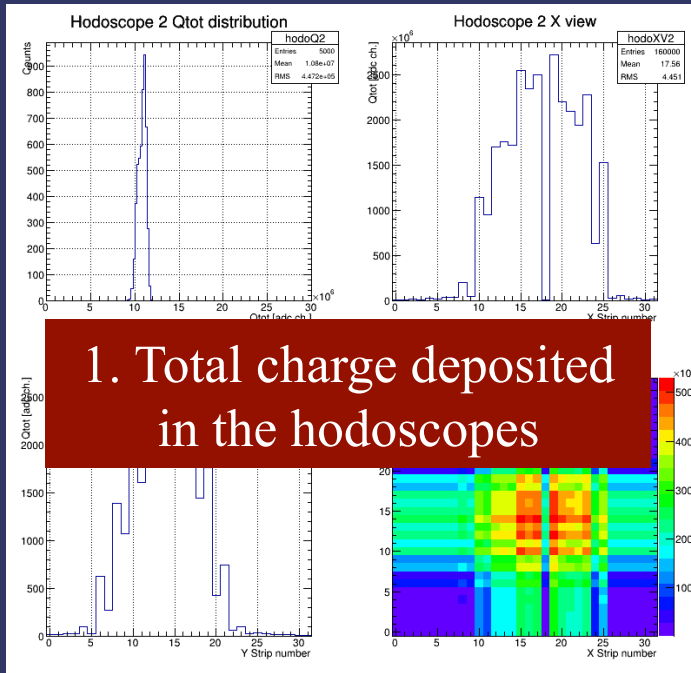 Hodoscope 2 Qtot distribution
Counts
hodoQ2
Entries 5000
Mean 1.08e+07
RMS 4.472e+05
900
800
700
600
500
400
300
200
100
0
0 5 10 15 20 25 30
×10⁶
Qtot [adc ch.]
Hodoscope 2 X view
×10⁶
Qtot [adc ch.]
hodoXV2
Entries 160000
Mean 17.56
RMS 4.451
2500
2000
1500
1000
500
0
0 5 10 15 20 25 30
X Strip number
1. Total charge deposited
in the hodoscopes
Qtot [adc ch.]
2500
2000
1500
1000
500
0
0 5 10 15 20 25 30
Y Strip number
×10
500
400
300
200
100
20
15
10
5
0
0 5 10 15 20 25 30
X Strip number